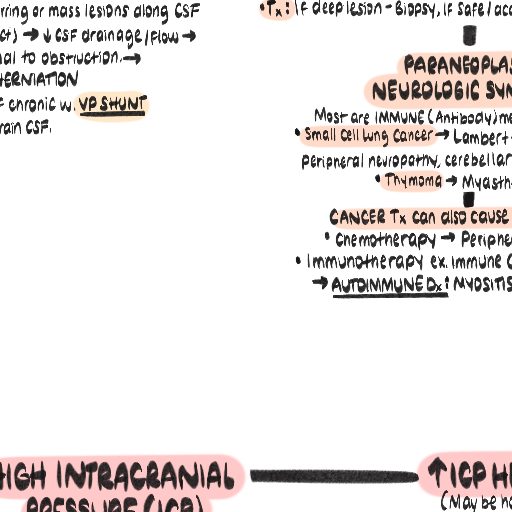 rring or mass lesions along CSF
ct) → ↓ CSF drainage/flow →
al to obstruction. →
HERNIATION
F chronic w. VP SHUNT
rain CSF.
• Tx: If deep lesion - Biopsy, if safe/acc
PARANEOPLAS
NEUROLOGIC SYN
Most are IMMUNE (Antibody) me
• Small Cell Lung Cancer → Lambert-
peripheral neuropathy, cerebellar
• Thymoma → Myasth
CANCER Tx can also cause
• Chemotherapy → Periphe
• Immunotherapy ex. immune C
→ AUTOIMMUNE Dx: MYOSITIS
HIGH INTRACRANIAL
PRESSURE (ICP)
↑ICP H
(May be no